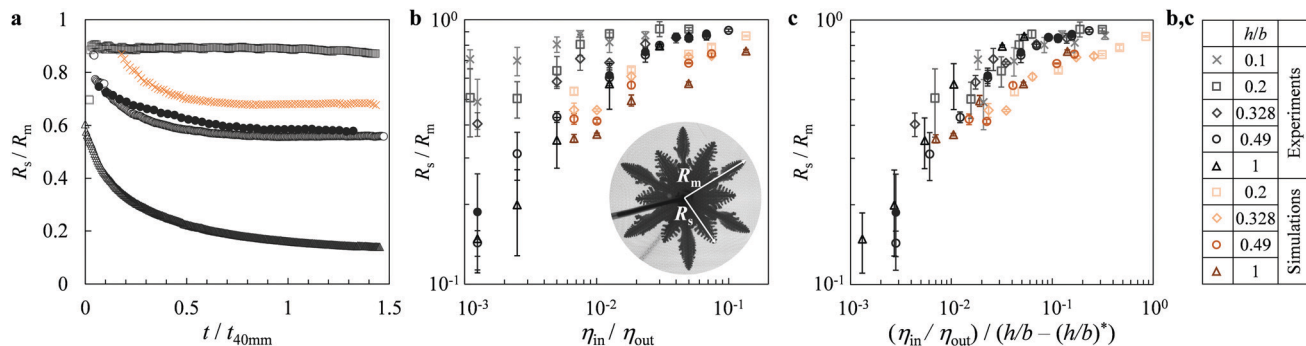 a
1
0.8
0.6
0.4
0.2
0
R_s / R_m
0 0.5 1 1.5
t / t_40mm
b
10^0
10^-1
R_s / R_m
R_m
R_s
10^-3 10^-2 10^-1
η_in / η_out
c
10^0
10^-1
R_s / R_m
10^-3 10^-2 10^-1 10^0
(η_in / η_out) / (h/b – (h/b)*)
b,c
h/b
0.1
0.2
0.328
0.49
1
Experiments
0.2
0.328
0.49
1
Simulations